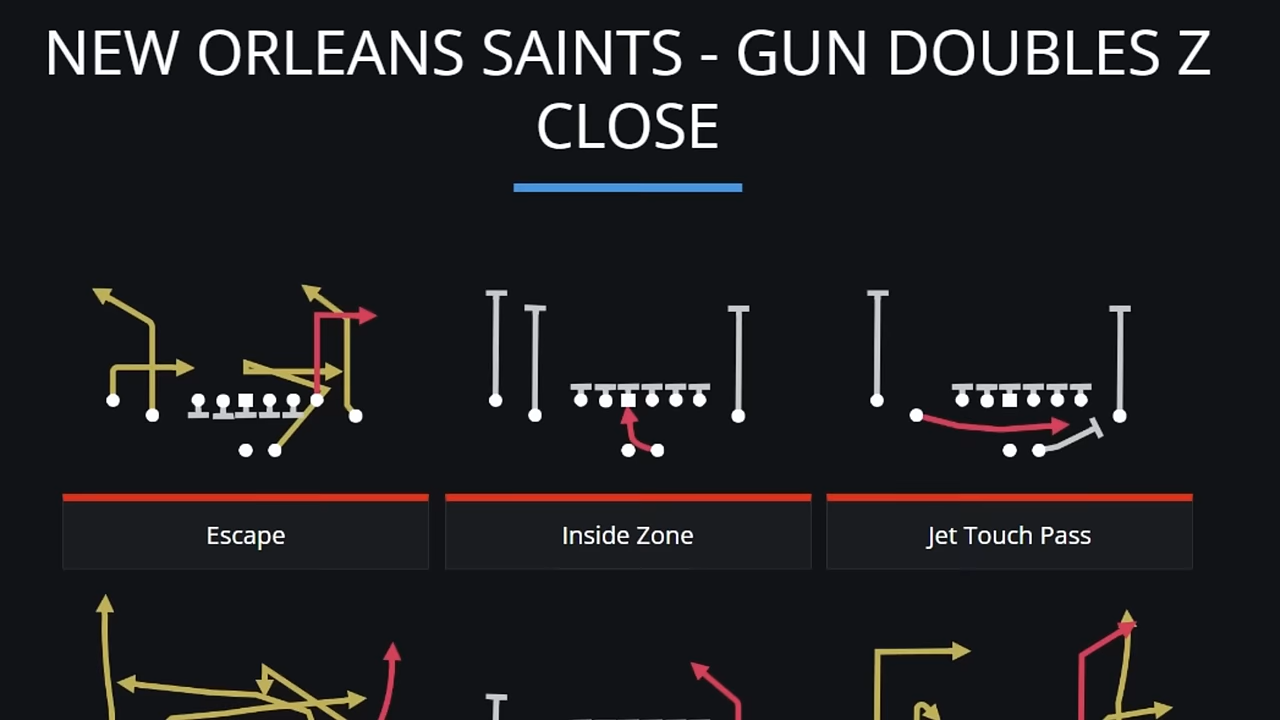 NEW ORLEANS SAINTS - GUN DOUBLES Z
CLOSE
Escape
Inside Zone
Jet Touch Pass